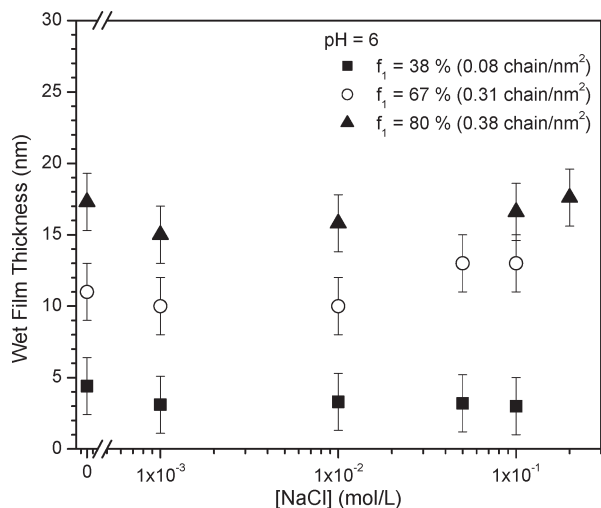 30
25
20
15
10
5
0
Wet Film Thickness (nm)
pH = 6
f₁ = 38 % (0.08 chain/nm²)
f₁ = 67 % (0.31 chain/nm²)
f₁ = 80 % (0.38 chain/nm²)
0 1x10⁻³ 1x10⁻² 1x10⁻¹
[NaCl] (mol/L)